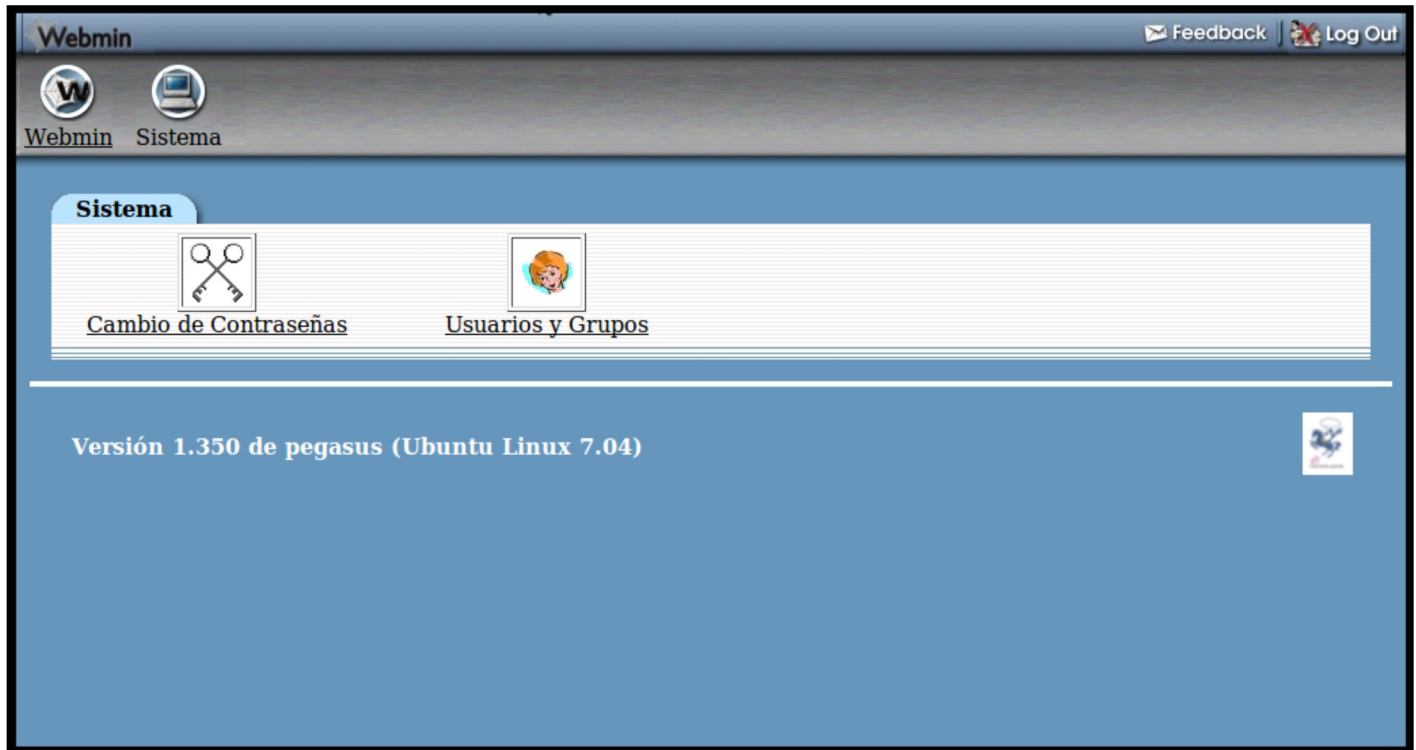 Webmin
Feedback Log Out
Webmin Sistema
Sistema
Cambio de Contraseñas Usuarios y Grupos
Versión 1.350 de pegasus (Ubuntu Linux 7.04)